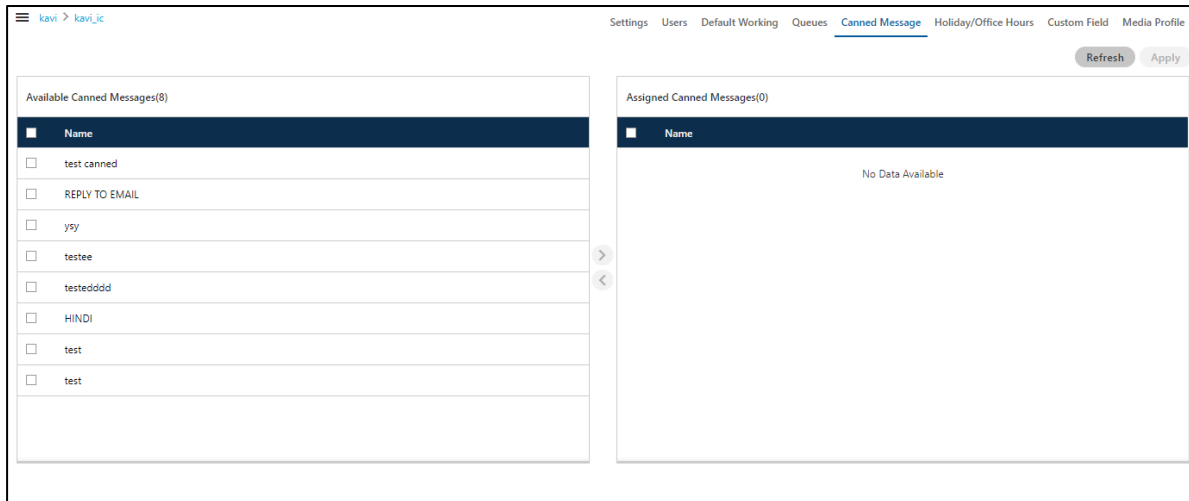 kavi > kavi_ic
Settings Users Default Working Queues Canned Message Holiday/Office Hours Custom Field Media Profile
Refresh Apply
Available Canned Messages(8)
Name
test canned
REPLY TO EMAIL
ysy
testee
testedddd
HINDI
test
test
Assigned Canned Messages(0)
Name
No Data Available